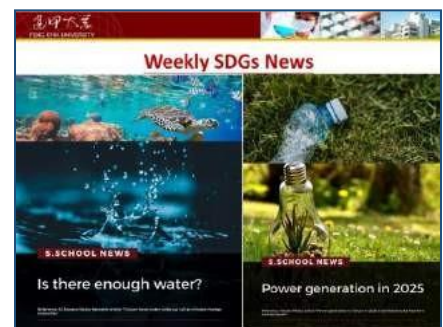 逢甲大學
FENG CHIA UNIVERSITY
Weekly SDGs News
S.SCHOOL NEWS
Is there enough water?
S.SCHOOL NEWS
Power generation in 2025